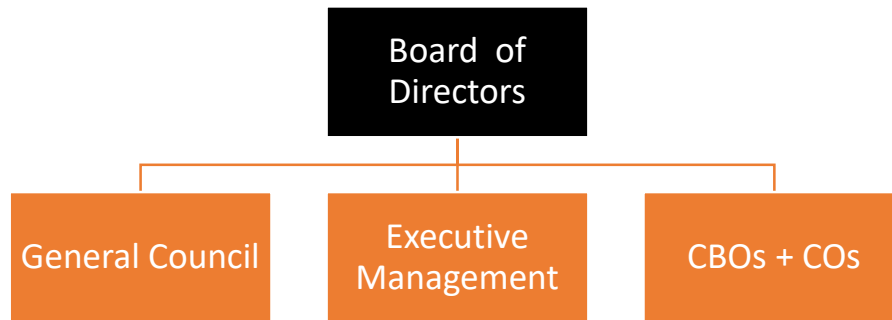 Board of
Directors
General Council
Executive
Management
CBOs + COs